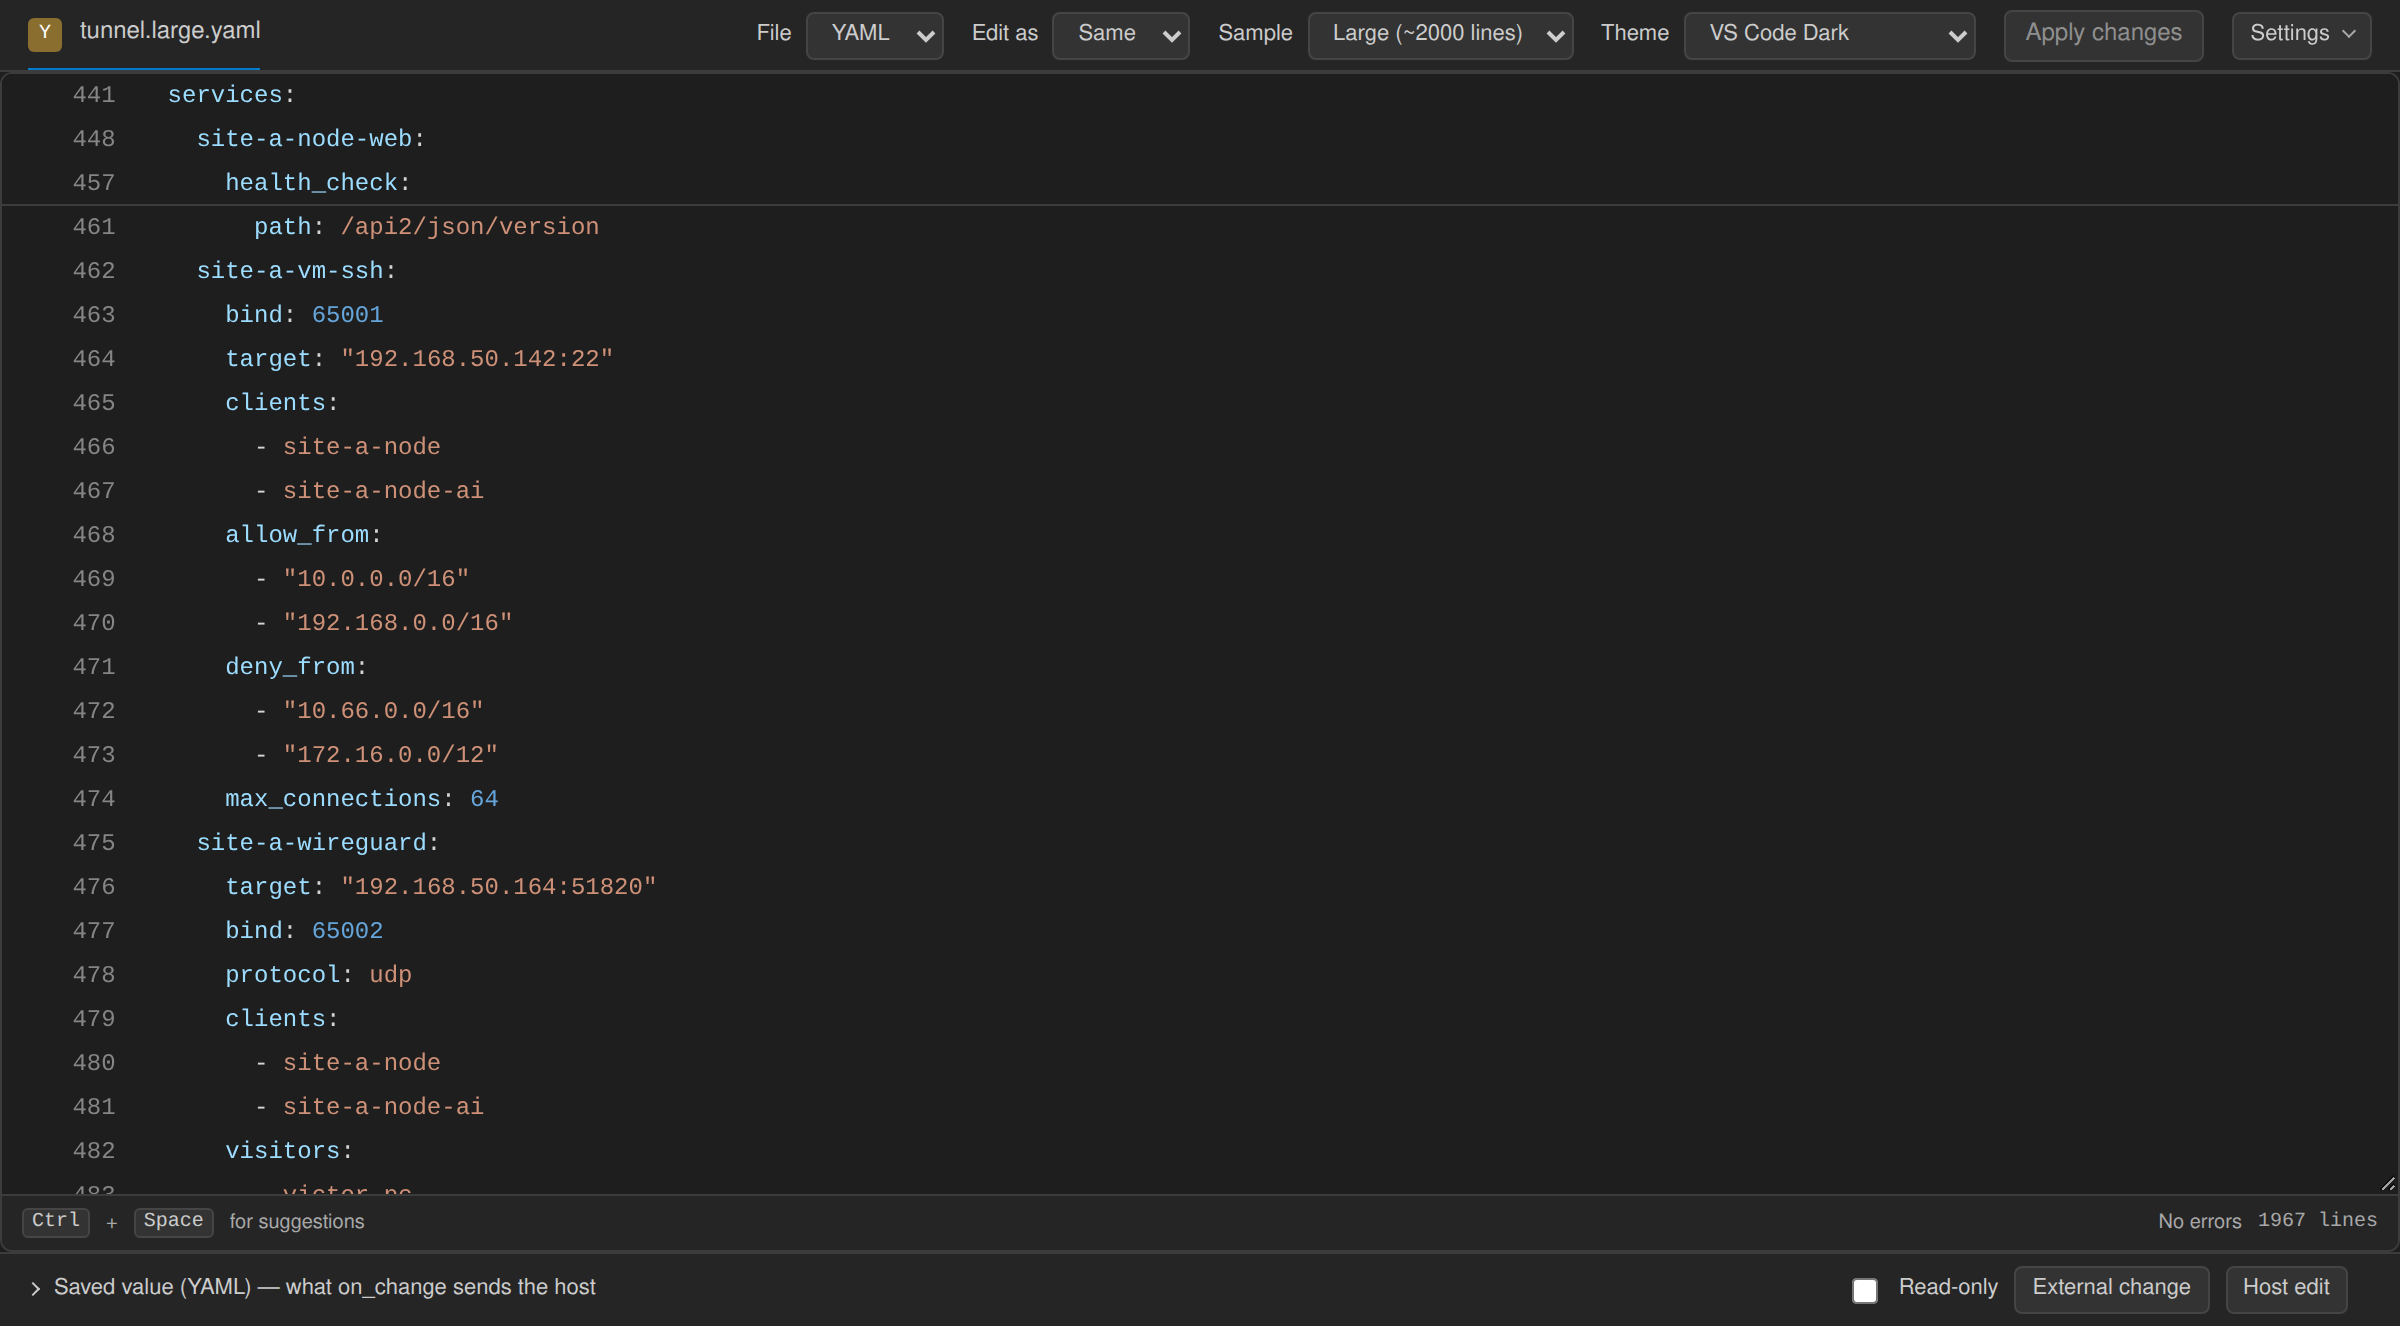 Y tunnel.large.yaml File YAML Edit as Same Sample Large (~2000 lines) Theme VS Code Dark Apply changes Settings
441 services:
448 site-a-node-web:
457 health_check:
461 path: /api2/json/version
462 site-a-vm-ssh:
463 bind: 65001
464 target: "192.168.50.142:22"
465 clients:
466 - site-a-node
467 - site-a-node-ai
468 allow_from:
469 - "10.0.0.0/16"
470 - "192.168.0.0/16"
471 deny_from:
472 - "10.66.0.0/16"
473 - "172.16.0.0/12"
474 max_connections: 64
475 site-a-wireguard:
476 target: "192.168.50.164:51820"
477 bind: 65002
478 protocol: udp
479 clients:
480 - site-a-node
481 - site-a-node-ai
482 visitors:
483
Ctrl + Space for suggestions No errors 1967 lines
Saved value (YAML) — what on_change sends the host Read-only External change Host edit